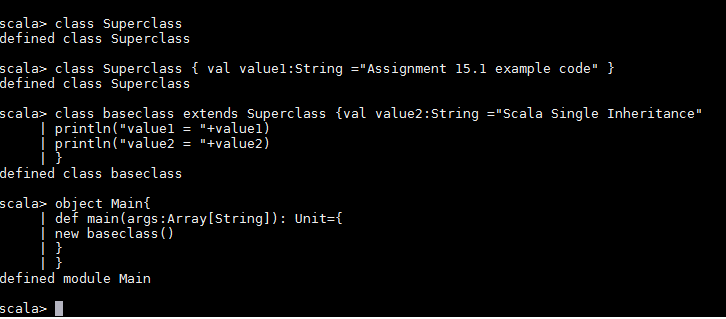 scala> class Superclass
defined class Superclass
scala> class Superclass { val value1:String ="Assignment 15.1 example code" }
defined class Superclass
scala> class baseclass extends Superclass {val value2:String ="Scala Single Inheritance"
| println("value1 = "+value1)
| println("value2 = "+value2)
| }
defined class baseclass
scala> object Main{
| def main(args:Array[String]): Unit={
| new baseclass()
| }
| }
defined module Main
scala>